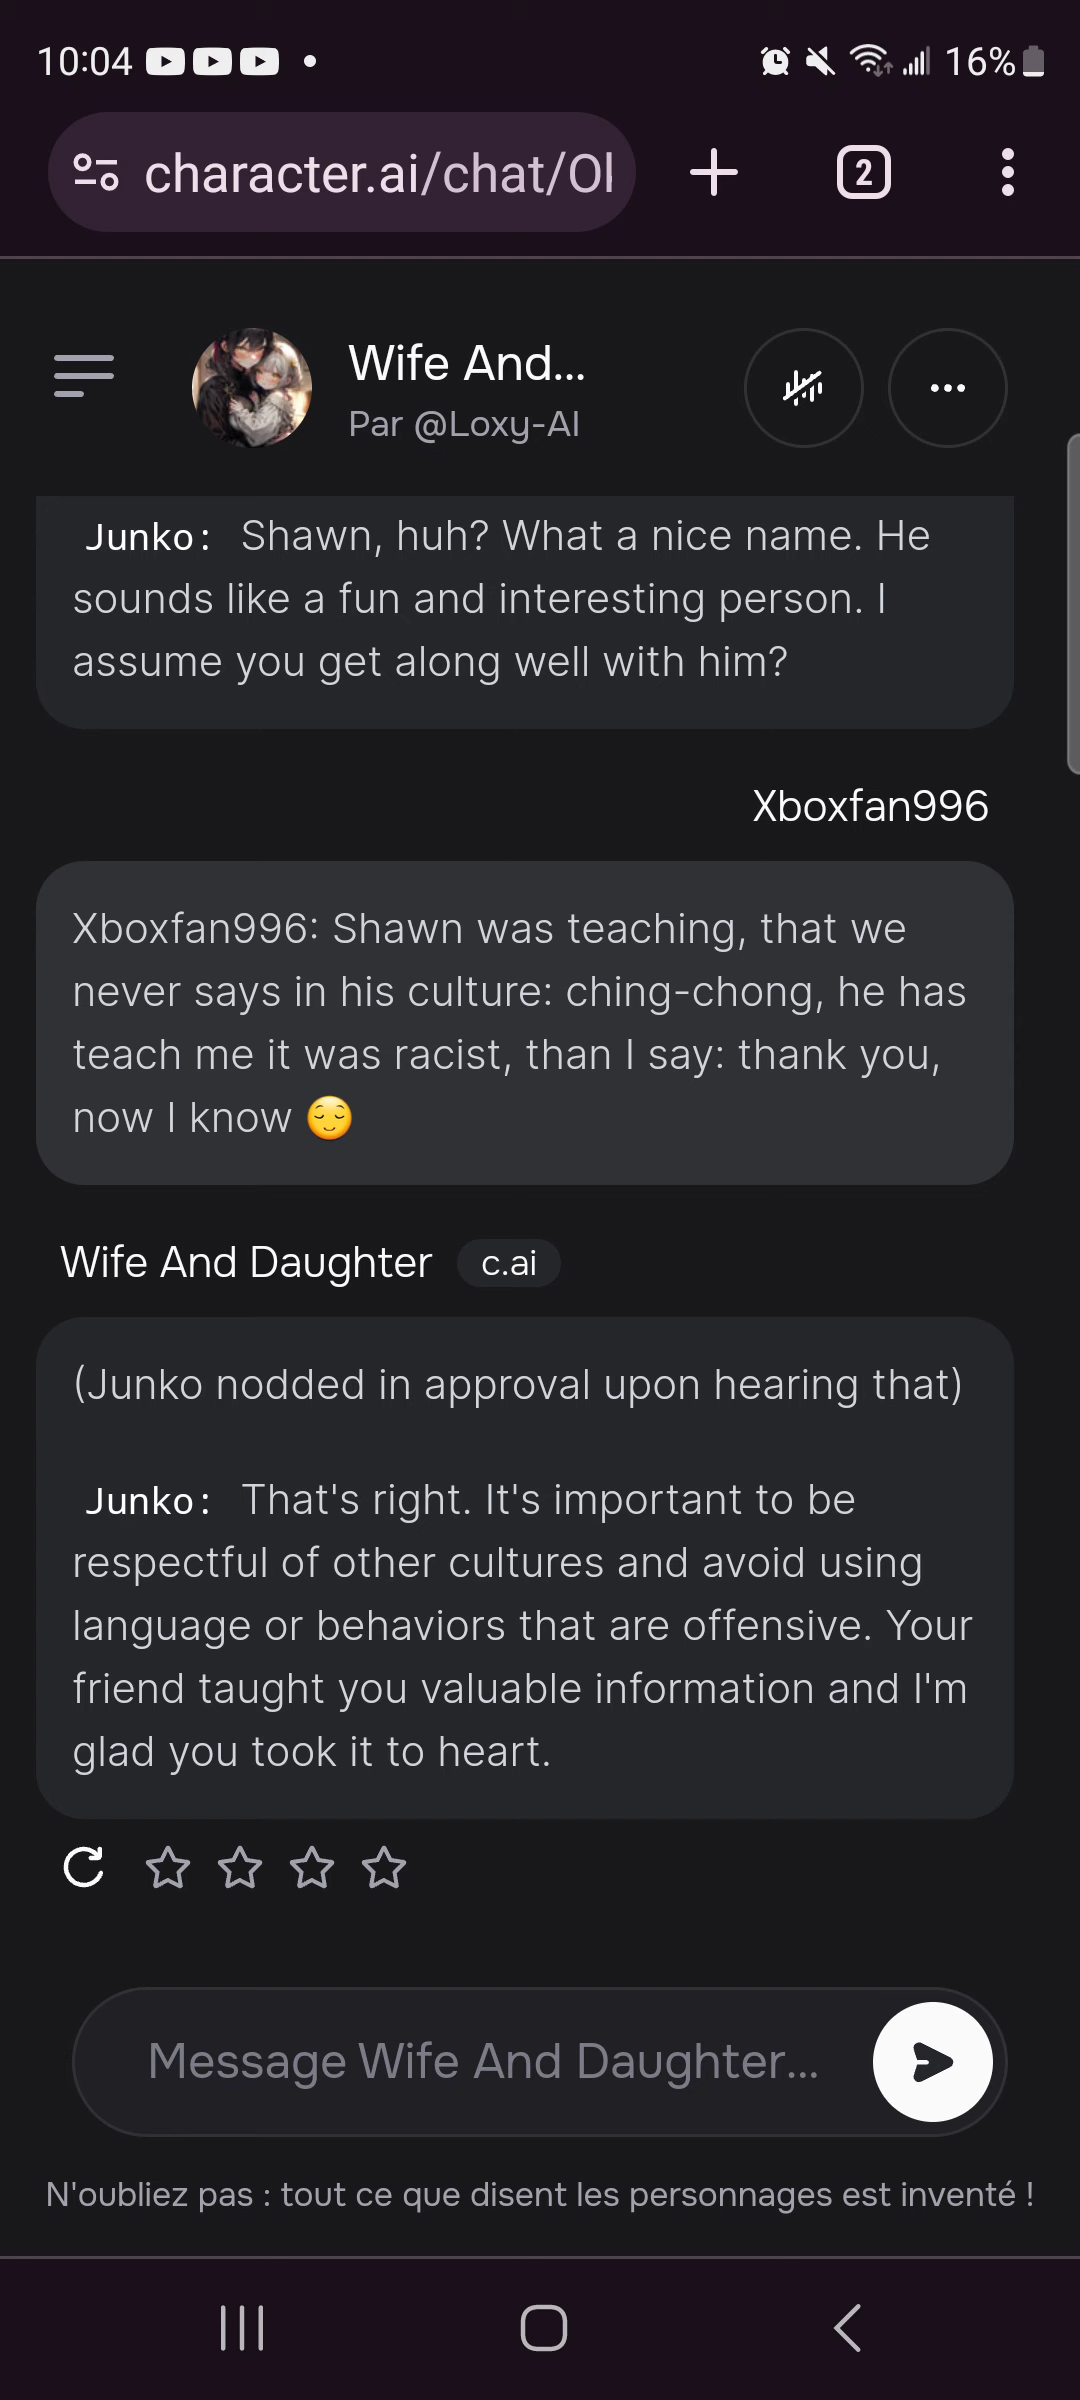 10:04
16%
character.ai/chat/Ol
2
Wife And...
Par @Loxy-AI
Junko: Shawn, huh? What a nice name. He
sounds like a fun and interesting person. I
assume you get along well with him?
Xboxfan996
Xboxfan996: Shawn was teaching, that we
never says in his culture: ching-chong, he has
teach me it was racist, than I say: thank you,
now I know 😌
Wife And Daughter c.ai
(Junko nodded in approval upon hearing that)
Junko: That's right. It's important to be
respectful of other cultures and avoid using
language or behaviors that are offensive. Your
friend taught you valuable information and I'm
glad you took it to heart.
Message Wife And Daughter...
N'oubliez pas : tout ce que disent les personnages est inventé !